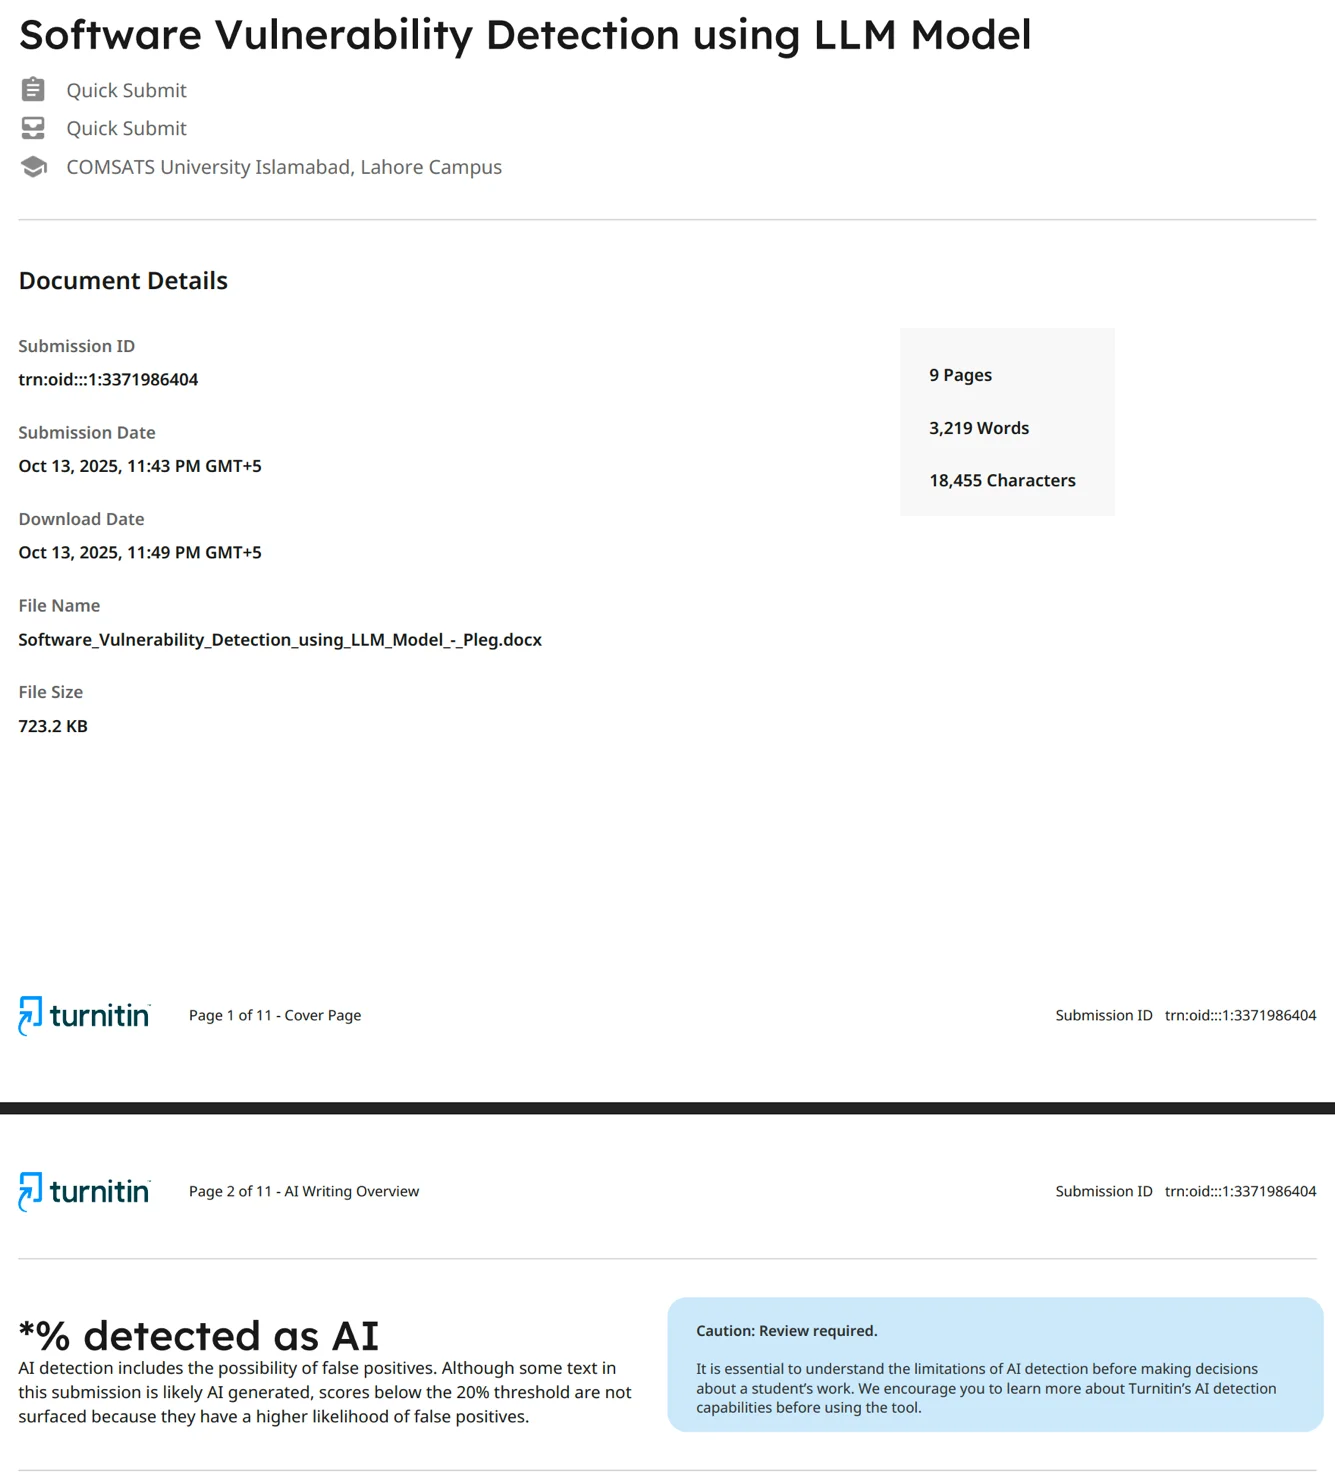 Software Vulnerability Detection using LLM Model
Quick Submit
Quick Submit
COMSATS University Islamabad, Lahore Campus
Document Details
Submission ID
trn:oid:::1:3371986404
Submission Date
Oct 13, 2025, 11:43 PM GMT+5
Download Date
Oct 13, 2025, 11:49 PM GMT+5
File Name
Software_Vulnerability_Detection_using_LLM_Model_-_Pleg.docx
File Size
723.2 KB
9 Pages
3,219 Words
18,455 Characters
turnitin Page 1 of 11 - Cover Page Submission ID trn:oid:::1:3371986404
turnitin Page 2 of 11 - AI Writing Overview Submission ID trn:oid:::1:3371986404
*% detected as AI
AI detection includes the possibility of false positives. Although some text in
this submission is likely AI generated, scores below the 20% threshold are not
surfaced because they have a higher likelihood of false positives.
Caution: Review required.
It is essential to understand the limitations of AI detection before making decisions
about a student’s work. We encourage you to learn more about Turnitin’s AI detection
capabilities before using the tool.